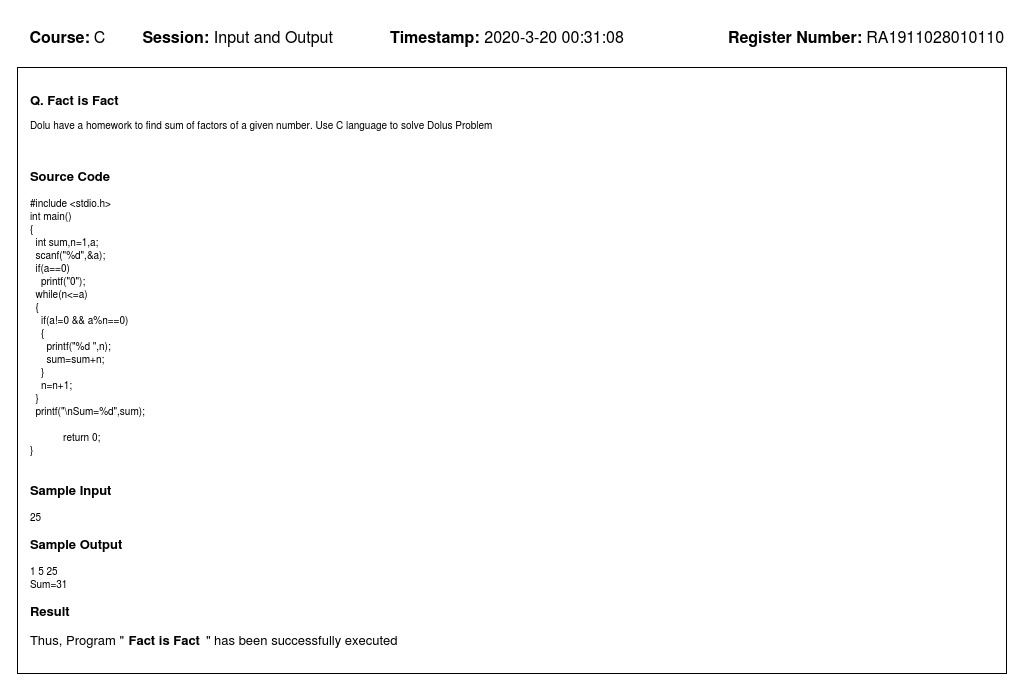 Course: C Session: Input and Output Timestamp: 2020-3-20 00:31:08 Register Number: RA1911028010110
Q. Fact is Fact
Dolu have a homework to find sum of factors of a given number. Use C language to solve Dolus Problem
Source Code
#include <stdio.h>
int main()
{
  int sum,n=1,a;
  scanf("%d",&a);
  if(a==0)
    printf("0");
  while(n<=a)
  {
    if(a!=0 && a%n==0)
    {
      printf("%d ",n);
      sum=sum+n;
    }
    n=n+1;
  }
  printf("\nSum=%d",sum);
            return 0;
}
Sample Input
25
Sample Output
1 5 25
Sum=31
Result
Thus, Program " Fact is Fact " has been successfully executed